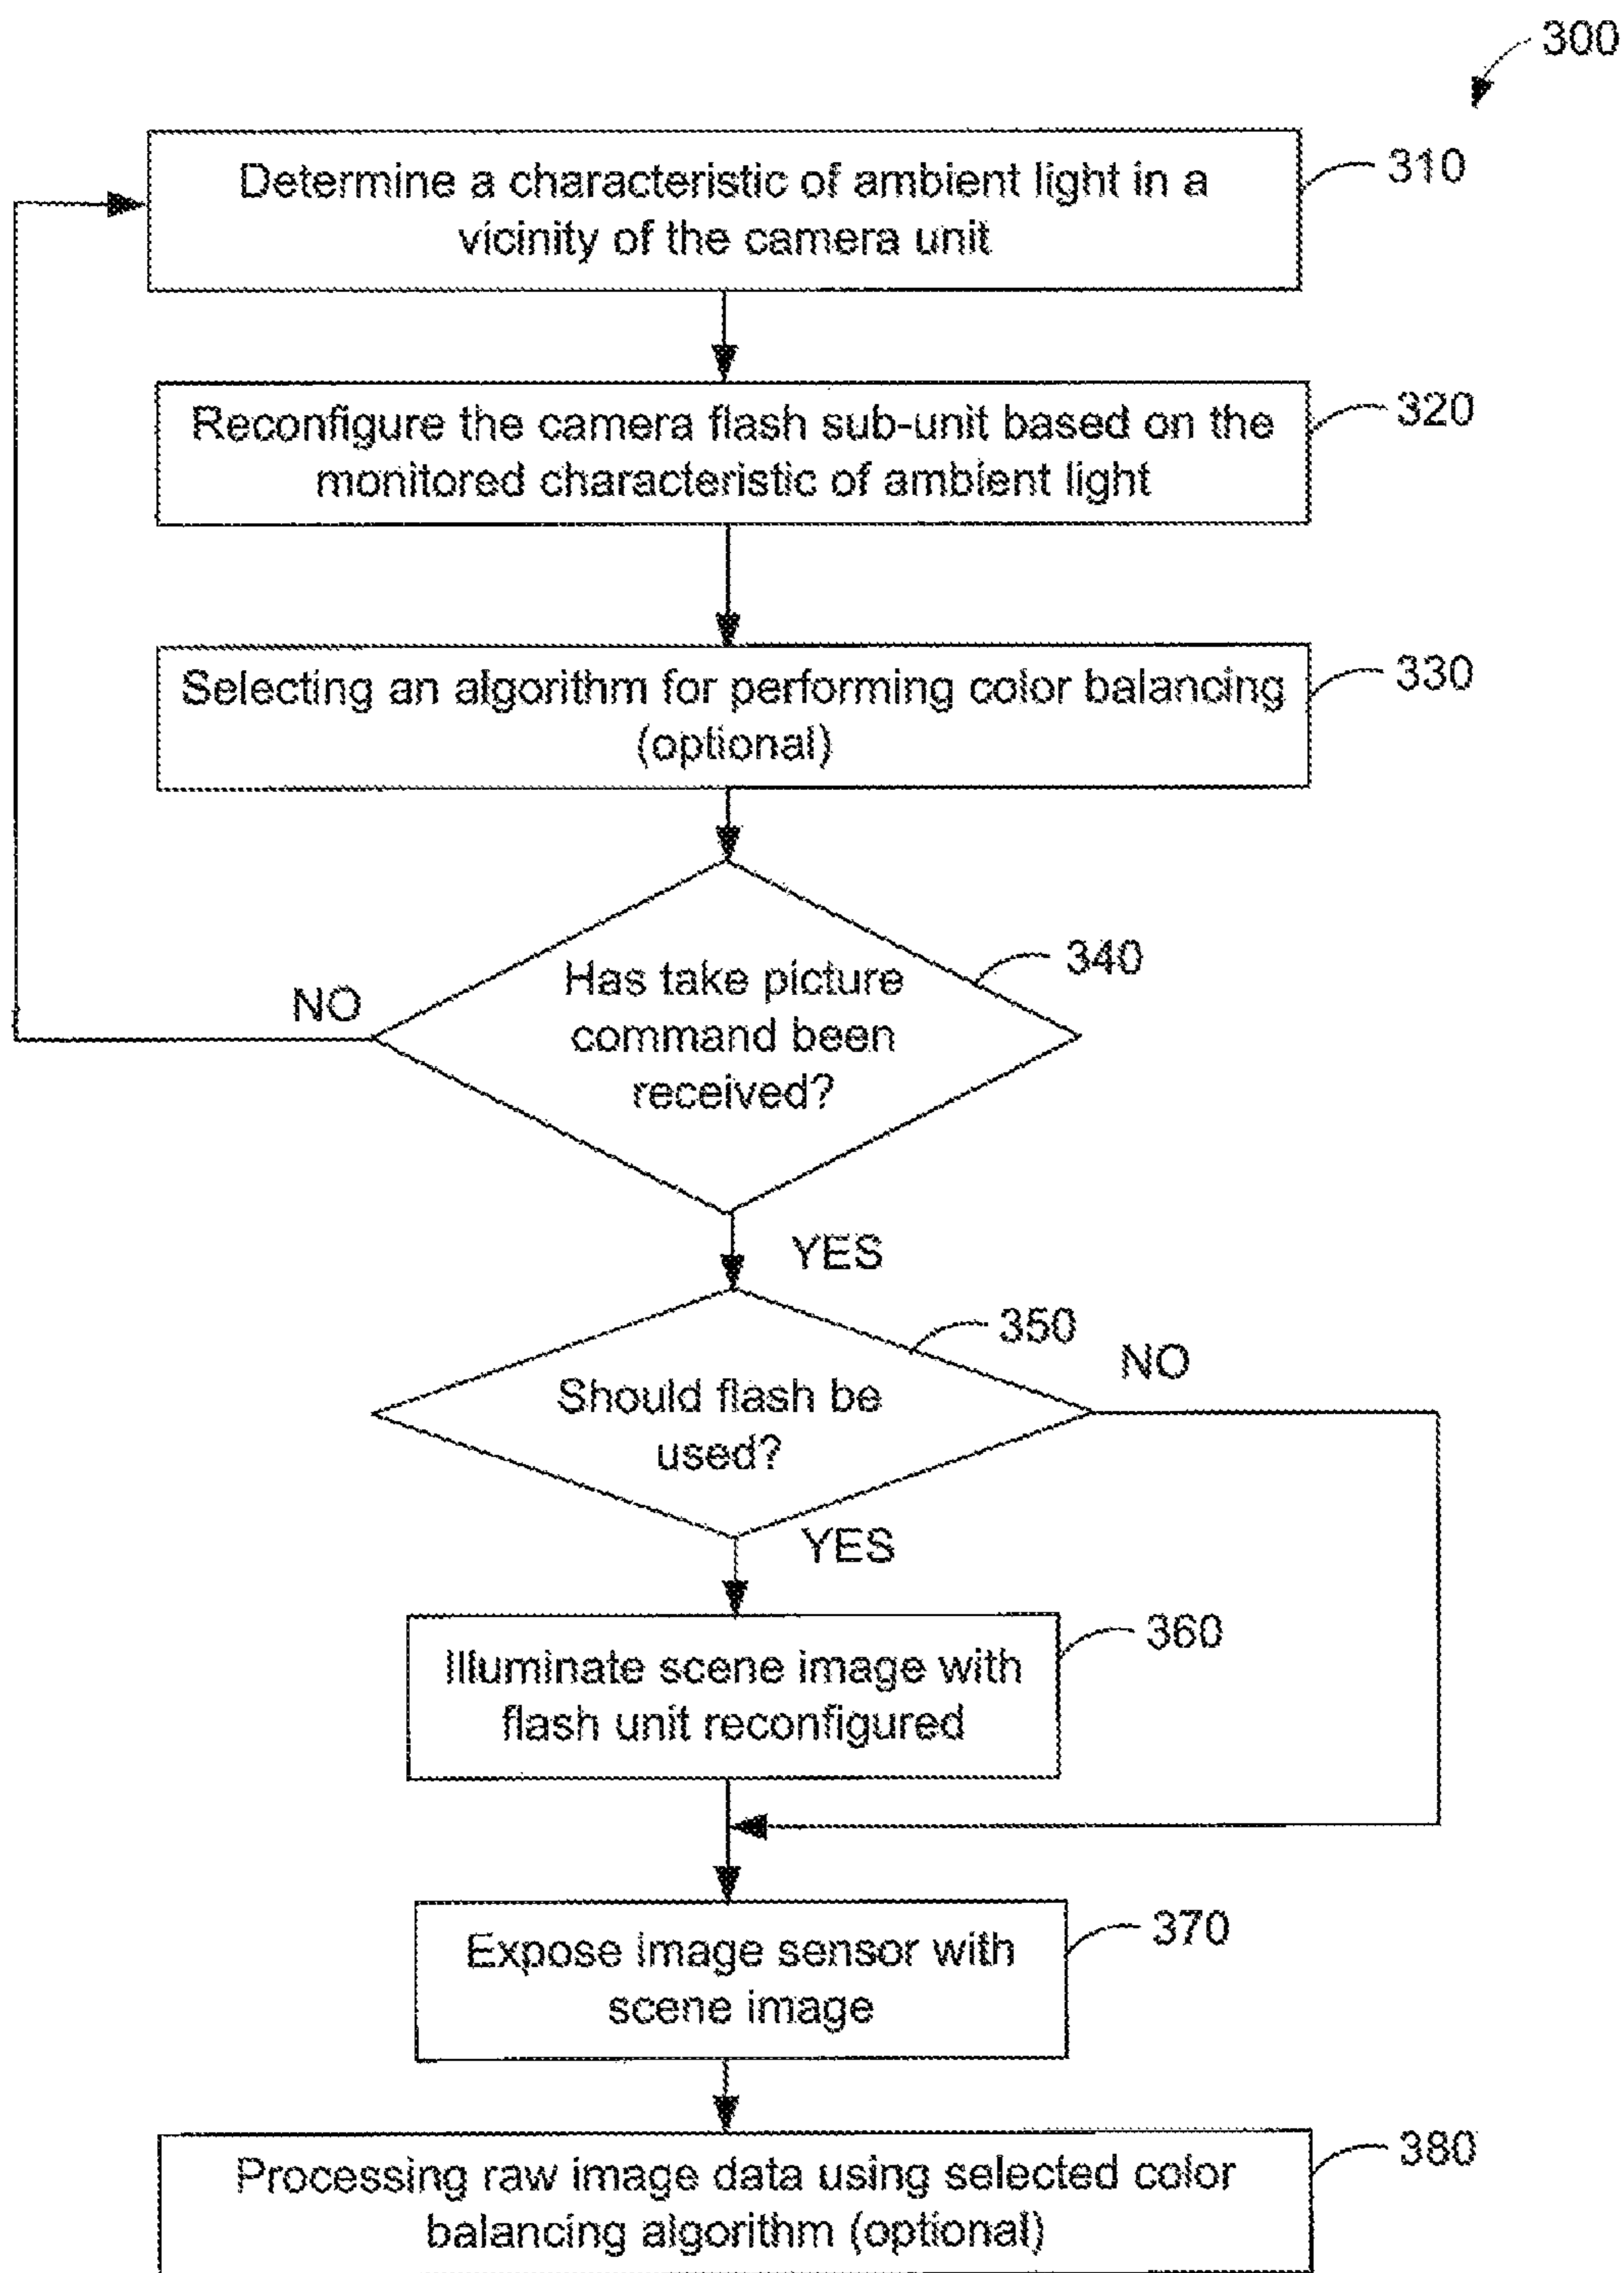 300
Determine a characteristic of ambient light in a
vicinity of the camera unit
310
Reconfigure the camera flash sub-unit based on the
monitored characteristic of ambient light
320
Selecting an algorithm for performing color balancing
(optional)
330
Has take picture
command been
received?
340
NO
YES
Should flash be
used?
350
NO
YES
Illuminate scene image with
flash unit reconfigured
360
Expose image sensor with
scene image
370
Processing raw image data using selected color
balancing algorithm (optional)
380